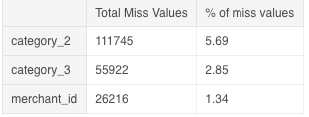 Total Miss Values % of miss values
category_2 111745 5.69
category_3 55922 2.85
merchant_id 26216 1.34